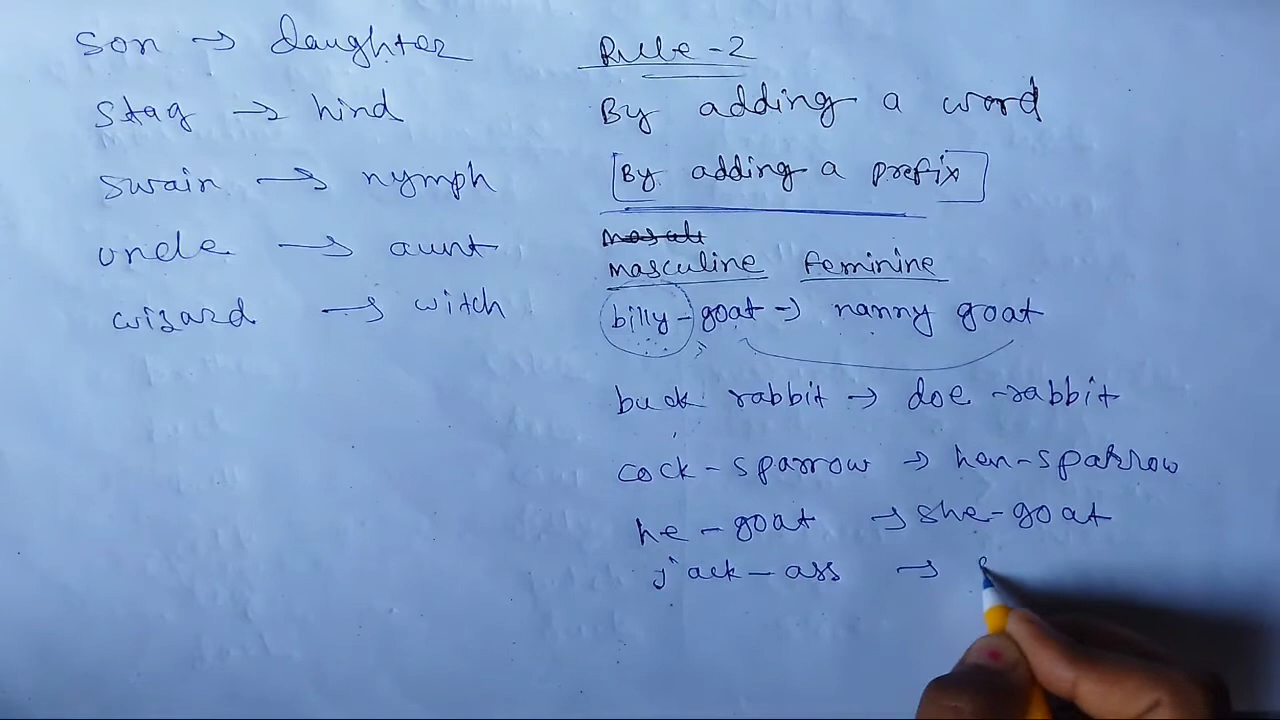 son → daughter
stag → hind
swain → nymph
uncle → aunt
wizard → witch
Rule-2
By adding a word
[By adding a prefix]
masculine feminine
billy-goat → nanny goat
buck rabbit → doe-rabbit
cock-sparrow → hen-sparrow
he-goat → she-goat
jack-ass →